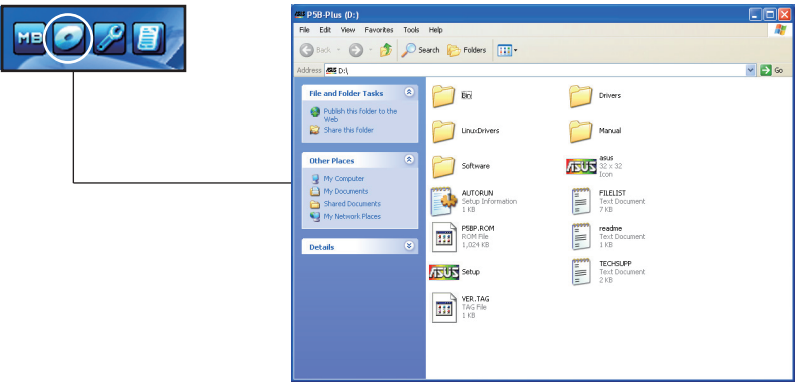 MB
P5B-Plus (D:)
File Edit View Favorites Tools Help
Back Search Folders
Address D:\ Go
File and Folder Tasks
Publish this folder to the
Web
Share this folder
Other Places
My Computer
My Documents
Shared Documents
My Network Places
Details
Bin
Drivers
LinuxDrivers
Manual
Software
ASUS
asus
32 x 32
Icon
AUTORUN
Setup Information
1 KB
FILELIST
Text Document
7 KB
P5BP.ROM
ROM File
1,024 KB
readme
Text Document
1 KB
ASUS
Setup
TECHSUPP
Text Document
2 KB
VER.TAG
TAG File
1 KB